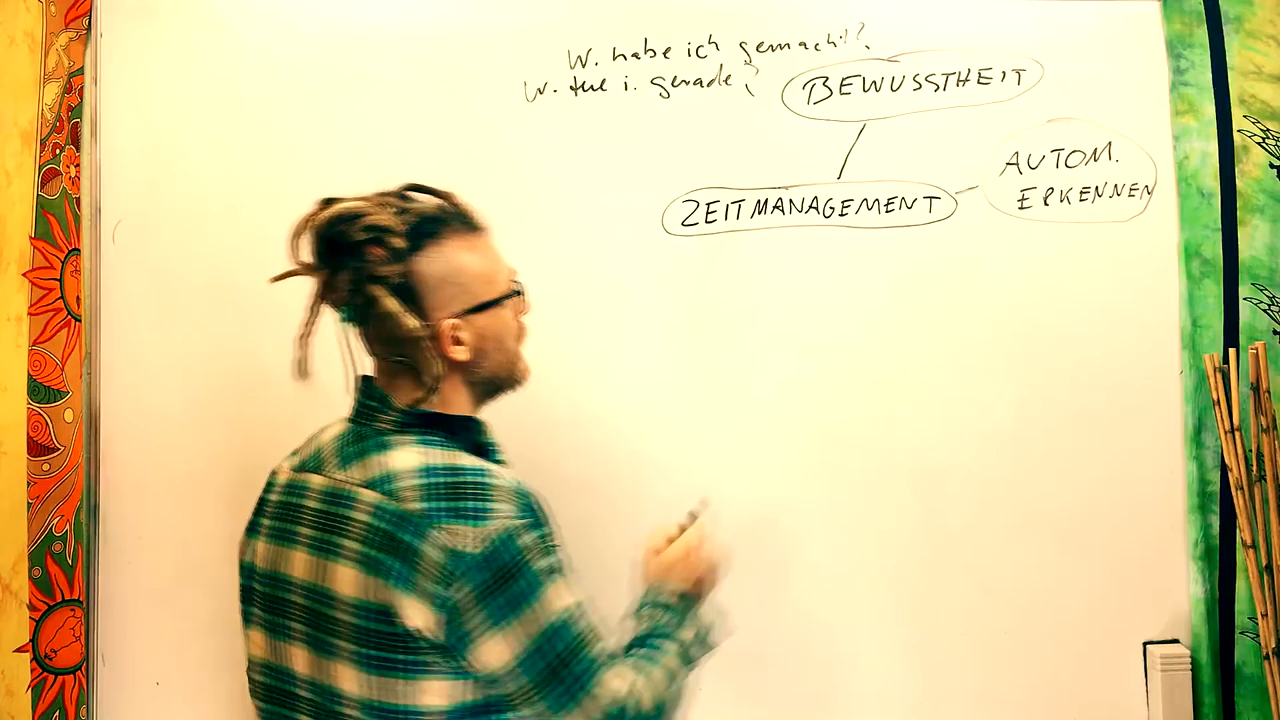 W. habe ich gemacht?
W. tue i. gerade?
BEWUSSTHEIT
ZEITMANAGEMENT
AUTOM.
ERKENNEN